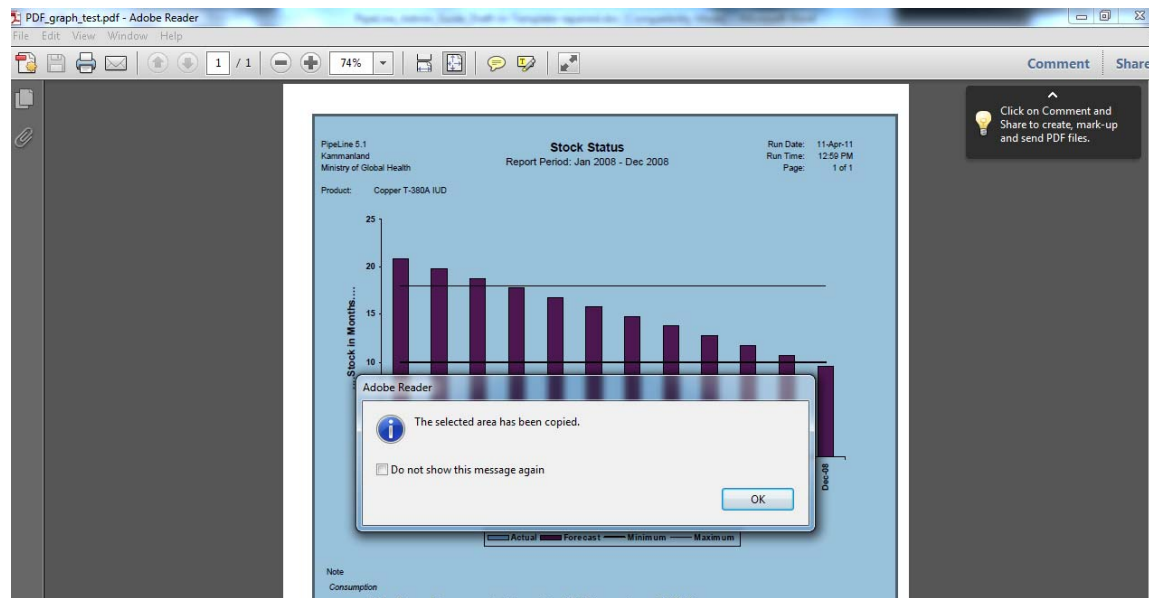 PDF_graph_test.pdf - Adobe Reader
File Edit View Window Help
1 / 1 74% Comment Share
Click on Comment and
Share to create, mark-up
and send PDF files.
PipeLine 5.1
Kammanland
Ministry of Global Health
Stock Status
Report Period: Jan 2008 - Dec 2008
Run Date: 11-Apr-11
Run Time: 12:59 PM
Page: 1 of 1
Product: Copper T-380A IUD
25
20
15
10
Stock in Months....
Adobe Reader
The selected area has been copied.
Do not show this message again
OK
Dec-08
Actual Forecast Minimum Maximum
Note
Consumption